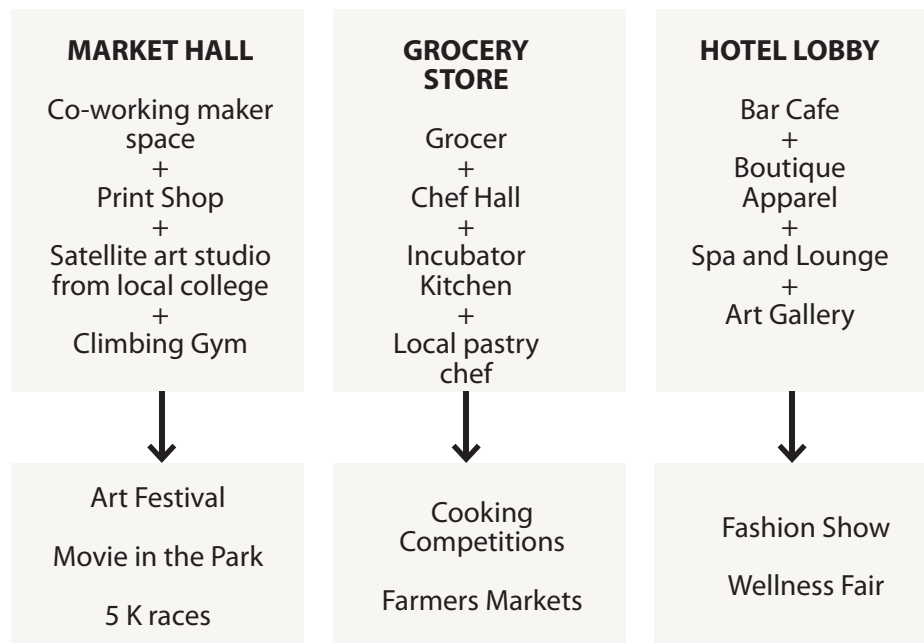 MARKET HALL
Co-working maker
space
+
Print Shop
+
Satellite art studio
from local college
+
Climbing Gym
GROCERY
STORE
Grocer
+
Chef Hall
+
Incubator
Kitchen
+
Local pastry
chef
HOTEL LOBBY
Bar Cafe
+
Boutique
Apparel
+
Spa and Lounge
+
Art Gallery
Art Festival
Movie in the Park
5 K races
Cooking
Competitions
Farmers Markets
Fashion Show
Wellness Fair